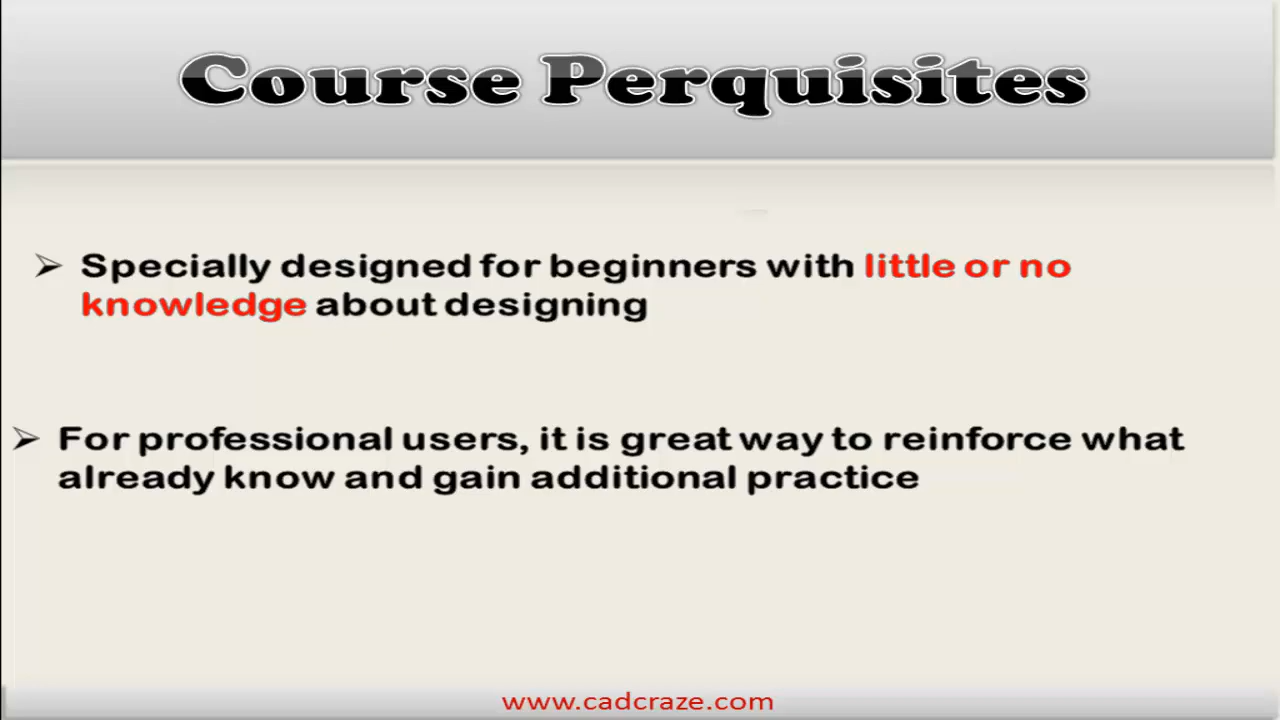 Course Perquisites
Specially designed for beginners with little or no
knowledge about designing
For professional users, it is great way to reinforce what
already know and gain additional practice
www.cadcraze.com